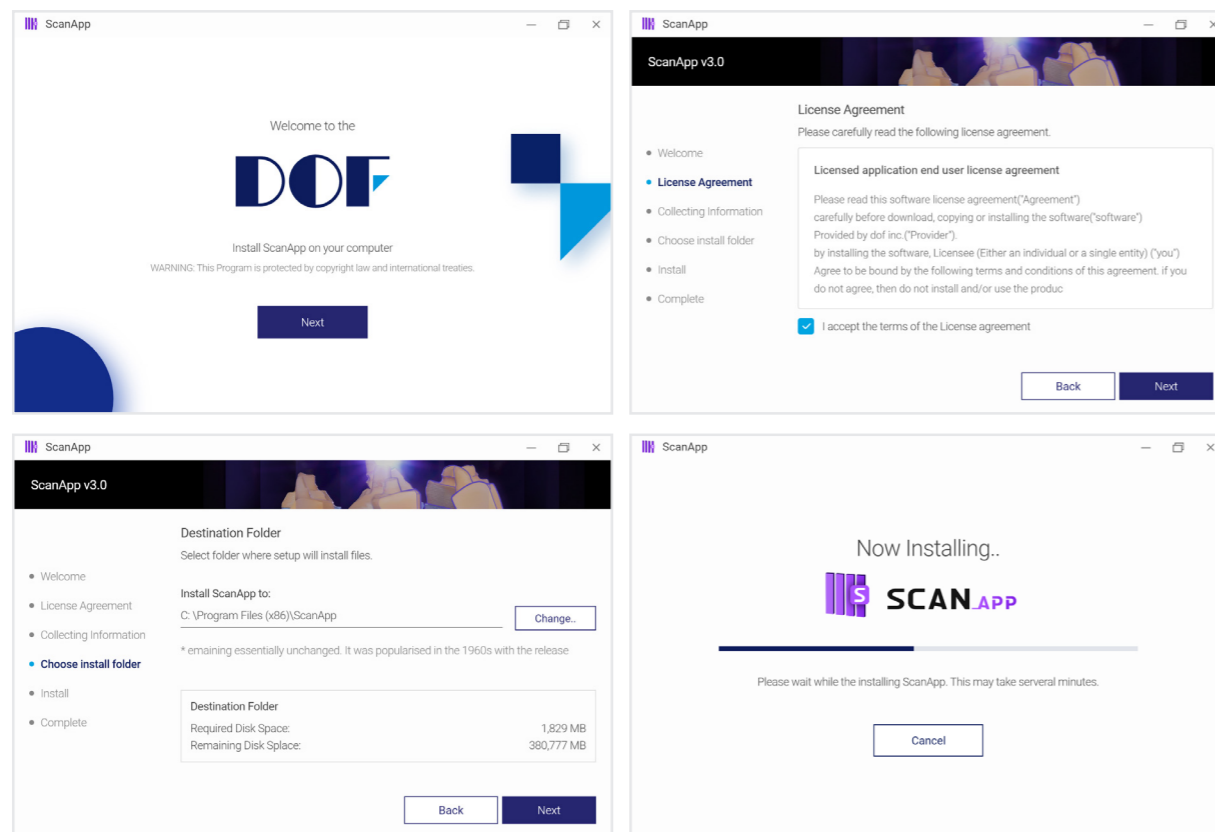 ScanApp
Welcome to the
DOF
Install ScanApp on your computer
WARNING: This Program is protected by copyright law and international treaties.
Next
ScanApp
ScanApp v3.0
Welcome
License Agreement
Collecting Information
Choose install folder
Install
Complete
License Agreement
Please carefully read the following license agreement.
Licensed application end user license agreement
Please read this software license agreement("Agreement")
carefully before download, copying or installing the software("software")
Provided by dof inc.("Provider").
by installing the software, Licensee (Either an individual or a single entity) ("you")
Agree to be bound by the following terms and conditions of this agreement. if you
do not agree, then do not install and/or use the produc
I accept the terms of the License agreement
Back
Next
ScanApp
ScanApp v3.0
Welcome
License Agreement
Collecting Information
Choose install folder
Install
Complete
Destination Folder
Select folder where setup will install files.
Install ScanApp to:
C: \Program Files (x86)\ScanApp
Change..
* emaining essentially unchanged. It was popularised in the 1960s with the release
Destination Folder
Required Disk Space: 1,829 MB
Remaining Disk Splace: 380,777 MB
Back
Next
ScanApp
Now Installing..
S SCAN_APP
Please wait while the installing ScanApp. This may take serveral minutes.
Cancel